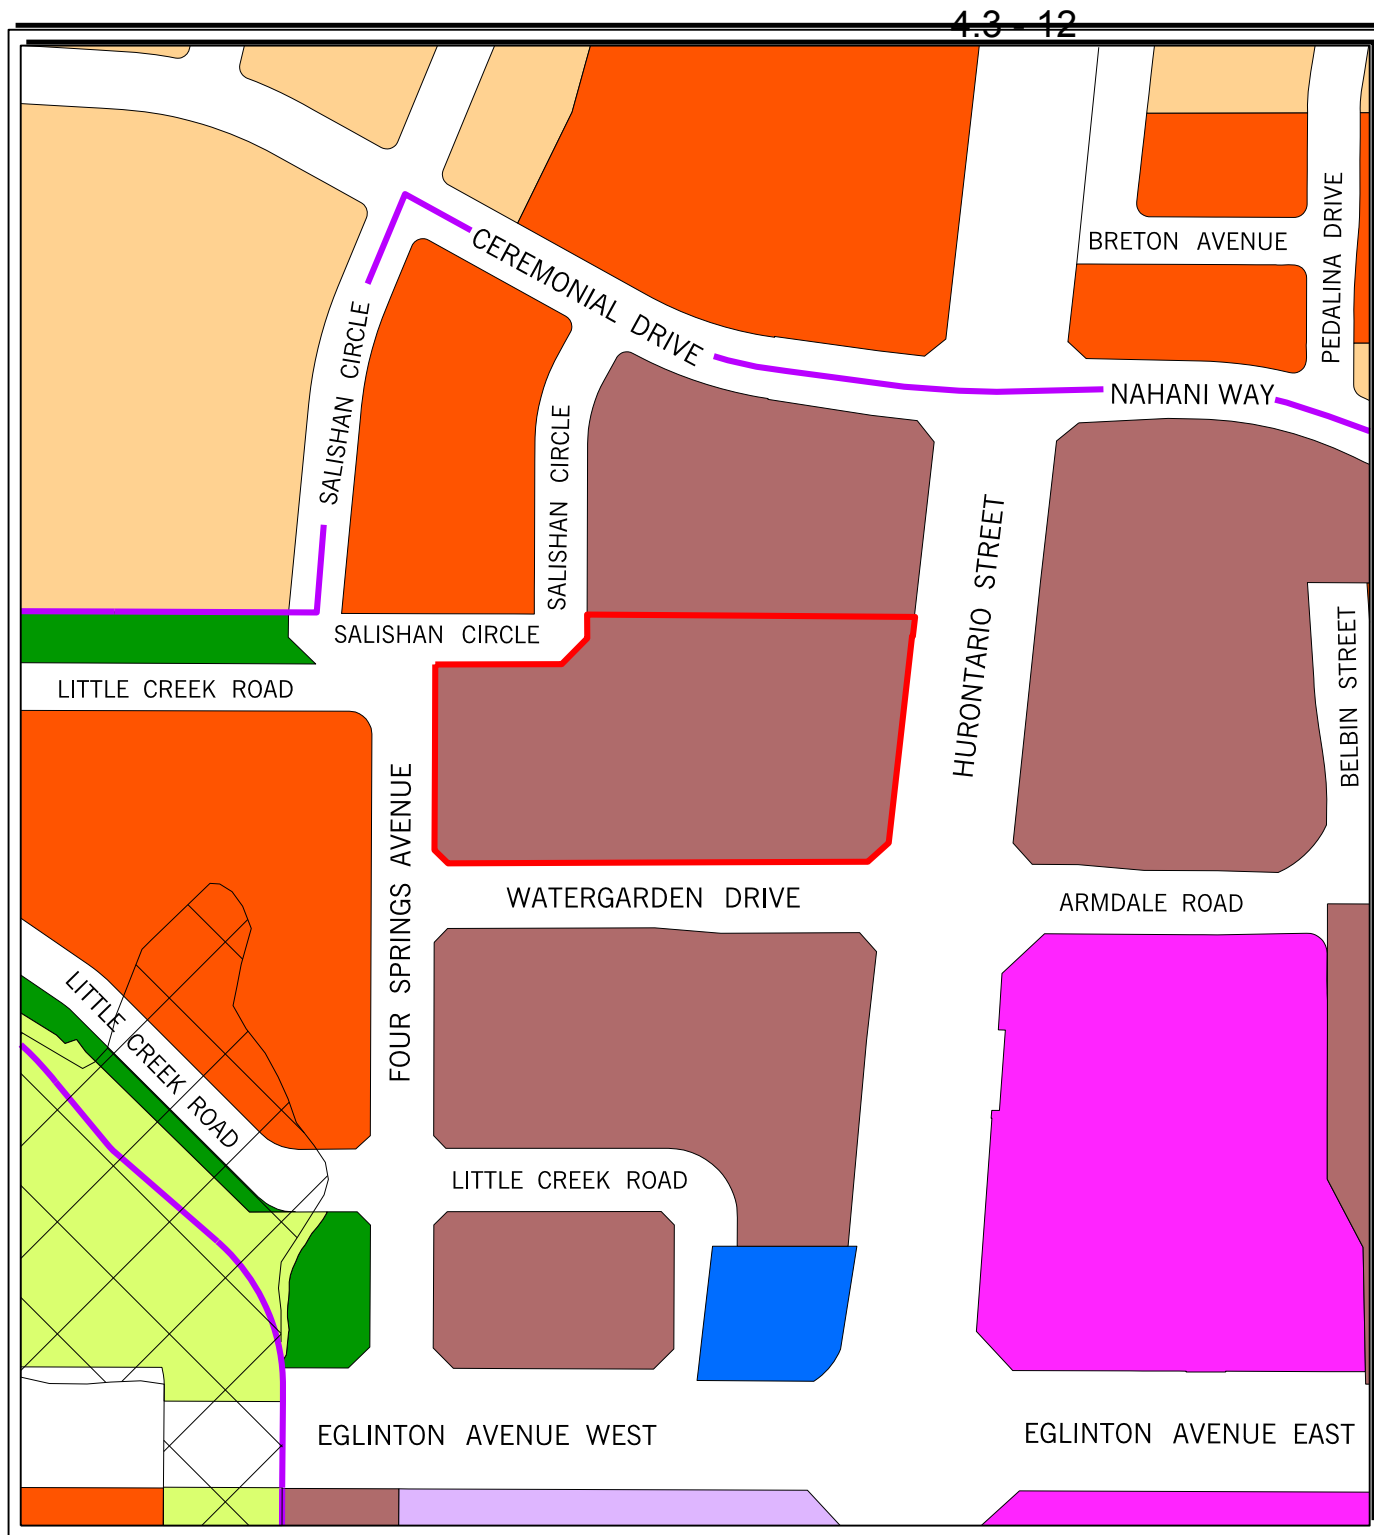 4.3 - 12
BRETON AVENUE
PEDALINA DRIVE
CEREMONIAL DRIVE
SALISHAN CIRCLE
NAHANI WAY
SALISHAN CIRCLE
HURONTARIO STREET
SALISHAN CIRCLE
LITTLE CREEK ROAD
BELBIN STREET
FOUR SPRINGS AVENUE
WATERGARDEN DRIVE
ARMDALE ROAD
LITTLE CREEK ROAD
LITTLE CREEK ROAD
EGLINTON AVENUE WEST
EGLINTON AVENUE EAST